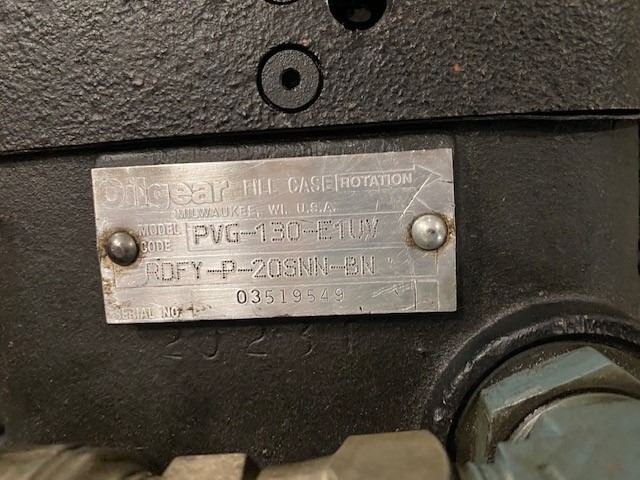 Oilgear FILL CASE ROTATION
MILWAUKEE, WI. U.S.A.
MODEL CODE PVG-130-E1UV
RDFY-P-20SNN-BN
03519549
SERIAL NO.